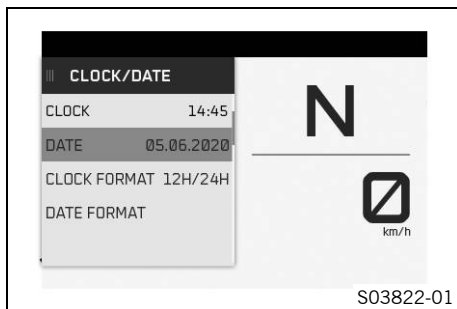 CLOCK/DATE
CLOCK 14:45
DATE 05.06.2020
CLOCK FORMAT 12H/24H
DATE FORMAT
N
0
km/h
S03822-01